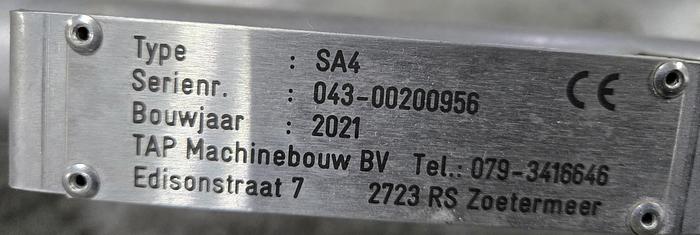 Type : SA4
Serienr. : 043-00200956
Bouwjaar : 2021
TAP Machinebouw BV Tel.: 079-3416646
Edisonstraat 7 2723 RS Zoetermeer
CE